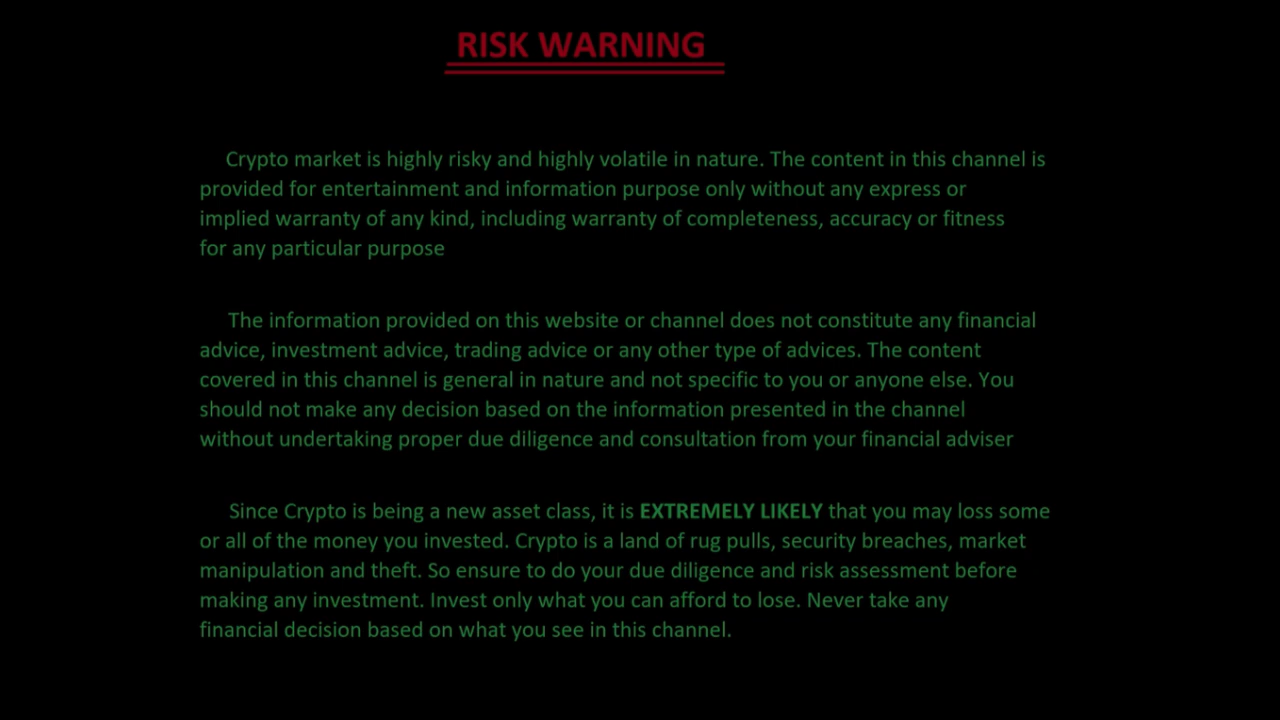 RISK WARNING
Crypto market is highly risky and highly volatile in nature. The content in this channel is
provided for entertainment and information purpose only without any express or
implied warranty of any kind, including warranty of completeness, accuracy or fitness
for any particular purpose
The information provided on this website or channel does not constitute any financial
advice, investment advice, trading advice or any other type of advices. The content
covered in this channel is general in nature and not specific to you or anyone else. You
should not make any decision based on the information presented in the channel
without undertaking proper due diligence and consultation from your financial adviser
Since Crypto is being a new asset class, it is EXTREMELY LIKELY that you may loss some
or all of the money you invested. Crypto is a land of rug pulls, security breaches, market
manipulation and theft. So ensure to do your due diligence and risk assessment before
making any investment. Invest only what you can afford to lose. Never take any
financial decision based on what you see in this channel.